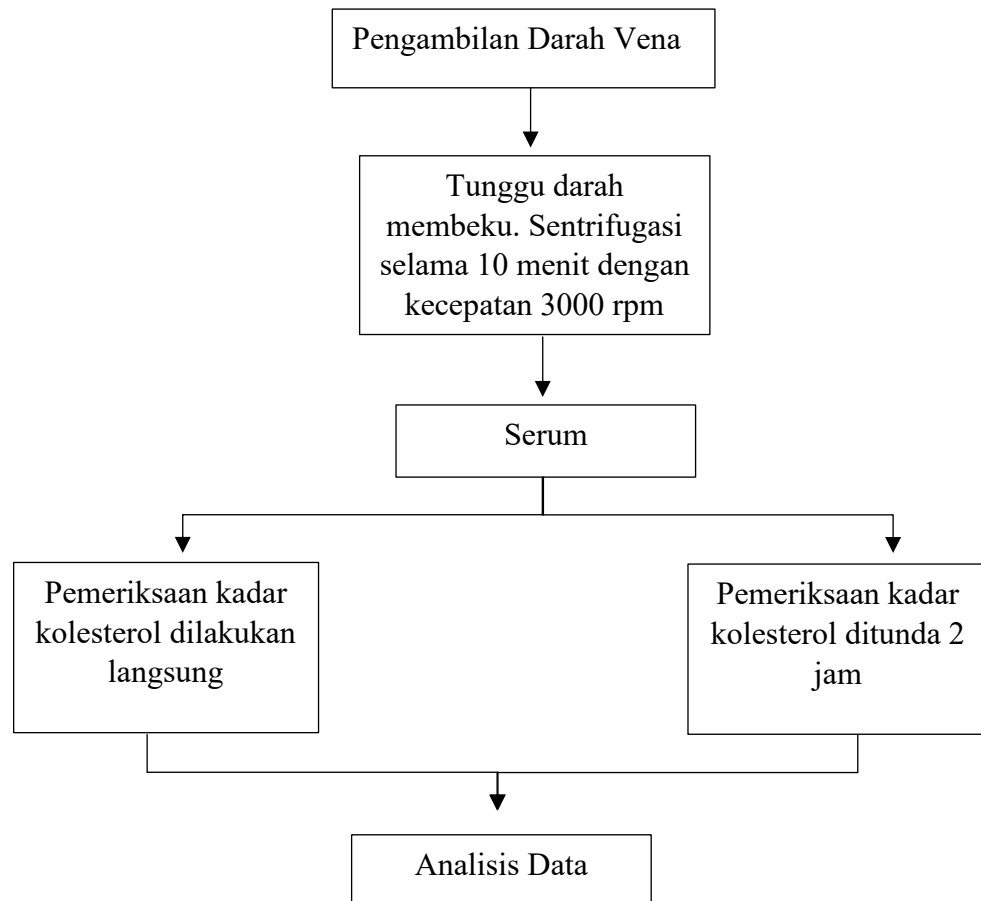 Pengambilan Darah Vena
Tunggu darah
membeku. Sentrifugasi
selama 10 menit dengan
kecepatan 3000 rpm
Serum
Pemeriksaan kadar
kolesterol dilakukan
langsung
Pemeriksaan kadar
kolesterol ditunda 2
jam
Analisis Data